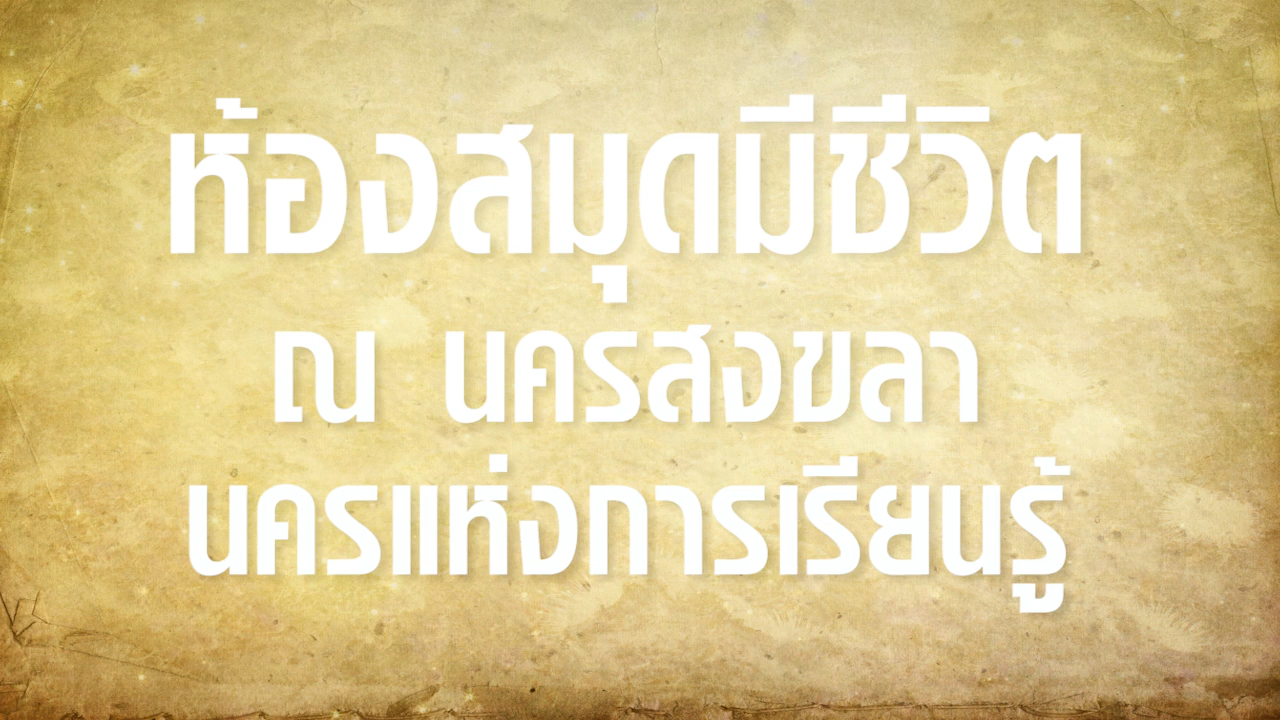 ห้องสมุดมีชีวิต
ณ นครสงขลา
นครแห่งการเรียนรู้